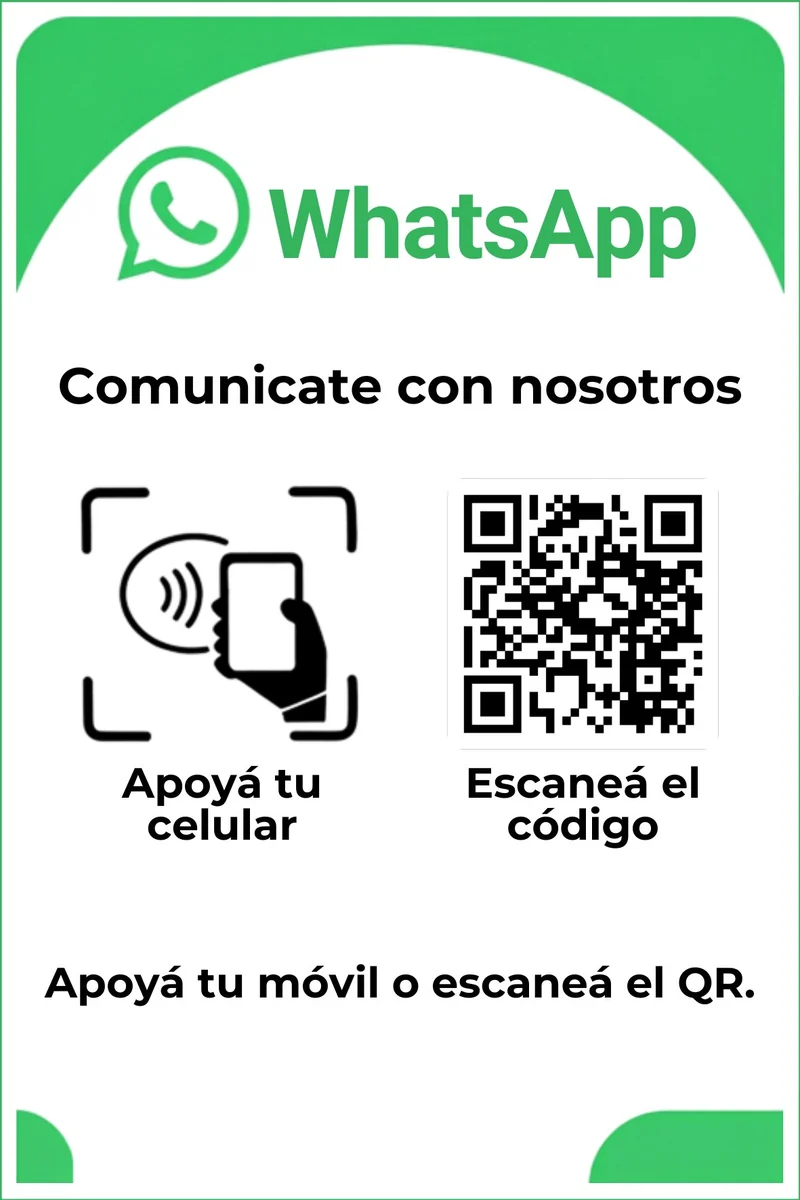 WhatsApp
Comunicate con nosotros
Apoyá tu
celular
Escaneá el
código
Apoyá tu móvil o escaneá el QR.